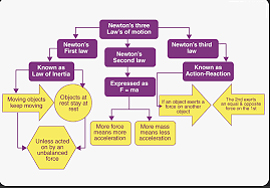 Newton's three
Law's of motion
Newton's
First law
Newton's
Second law
Newton's third
law
Known as
Law of Inertia
Expressed as
F = ma
Known as
Action-Reaction
Moving objects
keep moving
Objects at
rest stay at
rest
If an object exerts a
force on another
object
The 2nd exerts
an equal & opposite
force on the 1st
More force
means more
acceleration
More mass
means less
acceleration
Unless acted
on by an
unbalanced
force